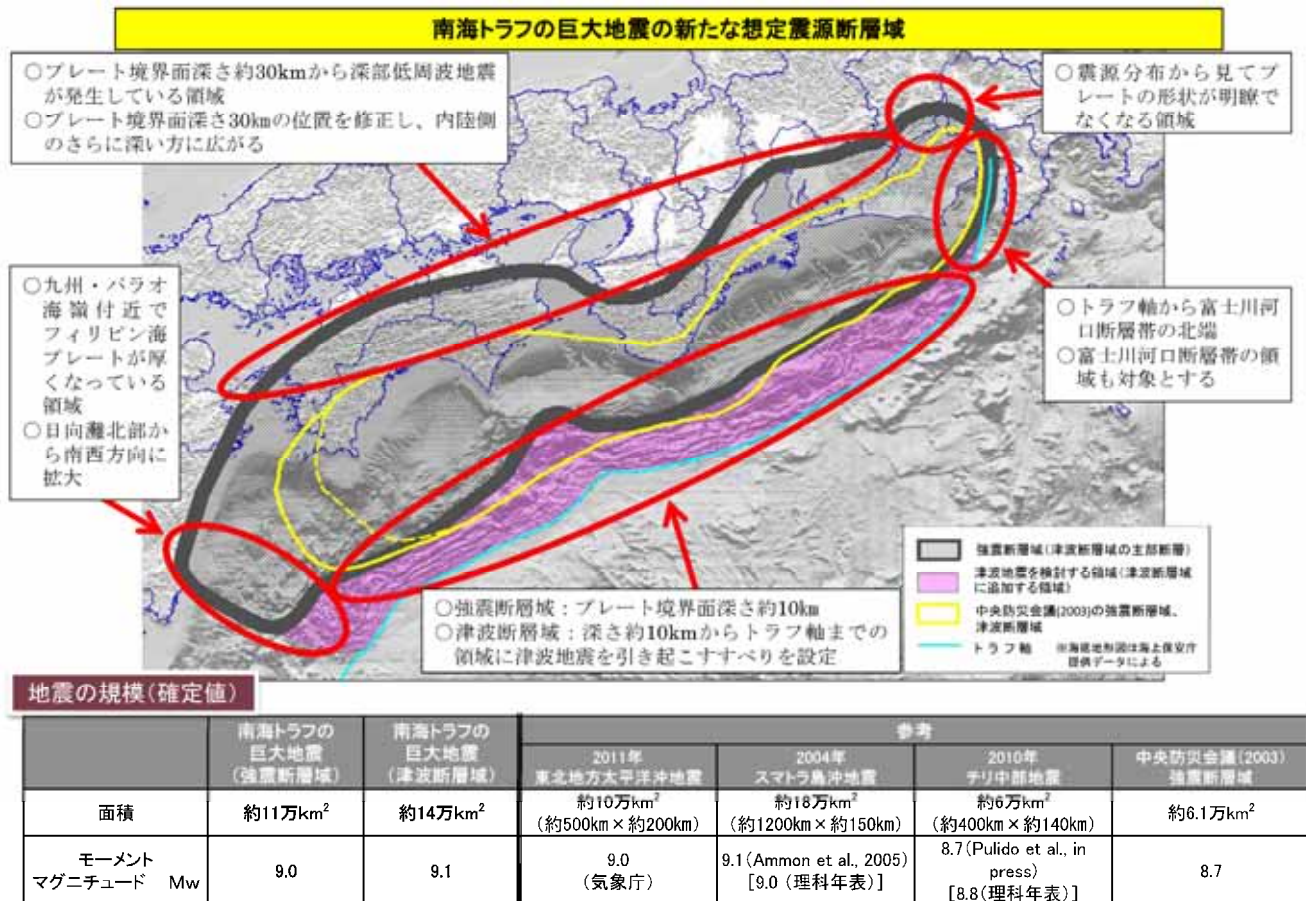 南海トラフの巨大地震の新たな想定震源断層域
○プレート境界面深さ約30kmから深部低周波地震
が発生している領域
○プレート境界面深さ30kmの位置を修正し、内陸側
のさらに深い方に広がる
○震源分布から見てプ
レートの形状が明瞭で
なくなる領域
○九州・パラオ
海嶺付近で
フィリピン海
プレートが厚
くなっている
領域
○日向灘北部か
ら南西方向に
拡大
○トラフ軸から富士川河
口断層帯の北端
○富士川河口断層帯の領
域も対象とする
○強震断層域：プレート境界面深さ約10km
○津波断層域：深さ約10kmからトラフ軸までの
領域に津波地震を引き起こすすべりを設定
強震断層域(津波断層域の主部断層)
津波地震を検討する領域(津波断層域
に追加する領域)
中央防災会議(2003)の強震断層域、
津波断層域
トラフ軸 ※海底地形図は海上保安庁
提供データによる
地震の規模(確定値)
南海トラフの
巨大地震
(強震断層域)
南海トラフの
巨大地震
(津波断層域)
参考
2011年
東北地方太平洋沖地震
2004年
スマトラ島沖地震
2010年
チリ中部地震
中央防災会議(2003)
強震断層域
面積
約11万km²
約14万km²
約10万km²
(約500km×約200km)
約18万km²
(約1200km×約150km)
約6万km²
(約400km×約140km)
約6.1万km²
モーメント
マグニチュード Mw
9.0
9.1
9.0
(気象庁)
9.1(Ammon et al., 2005)
[9.0 (理科年表)]
8.7(Pulido et al., in
press)
[8.8(理科年表)]
8.7